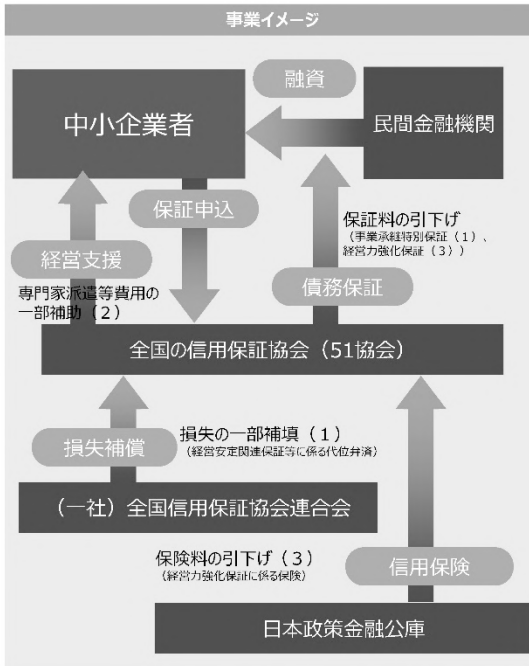 事業イメージ
融資
中小企業者
民間金融機関
保証申込
保証料の引下げ
（事業承継特別保証（1）、
経営力強化保証（3））
経営支援
専門家派遣等費用の
一部補助（2）
債務保証
全国の信用保証協会（51協会）
損失補償
損失の一部補填（1）
（経営安定関連保証等に係る代位弁済）
（一社）全国信用保証協会連合会
保険料の引下げ（3）
（経営力強化保証に係る保険）
信用保険
日本政策金融公庫